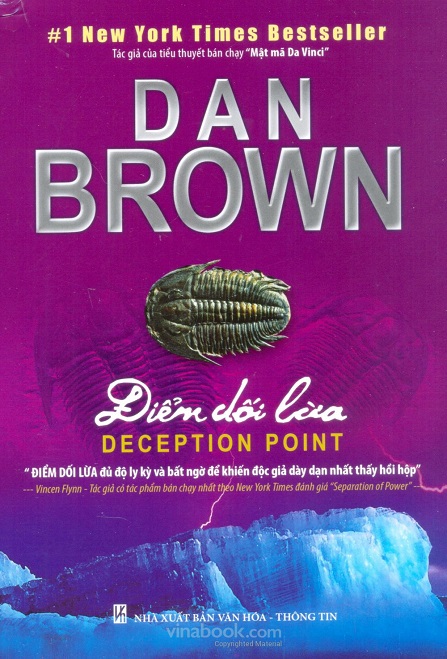 #1 New York Times Bestseller
Tác giả của tiểu thuyết bán chạy "Mật mã Da Vinci"
DAN
BROWN
Điểm dối lừa
DECEPTION POINT
"ĐIỂM DỐI LỪA đủ độ ly kỳ và bất ngờ để khiến độc giả dày dạn nhất thấy hồi hộp"
--- Vincen Flynn - Tác giả có tác phẩm bán chạy nhất theo New York Times đánh giá "Separation of Power" --
NHÀ XUẤT BẢN VĂN HÓA - THÔNG TIN
vinabook.com
Copyrighted Material